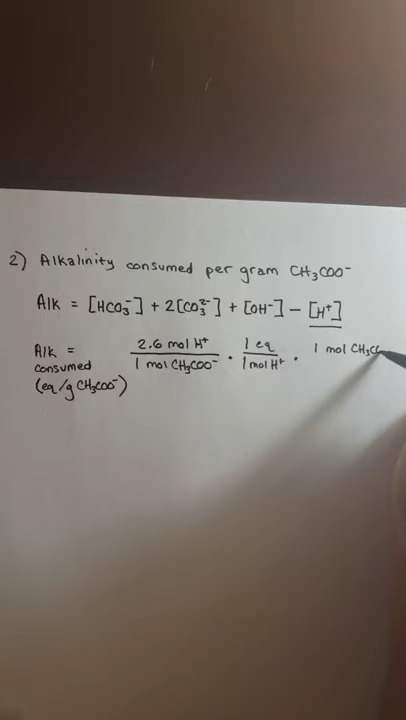 2) Alkalinity consumed per gram CH₃COO⁻
Alk = [HCO₃⁻] + 2[CO₃²⁻] + [OH⁻] − [H⁺]
Alk = 2.6 mol H⁺ / 1 mol CH₃COO⁻ · 1 eq / 1 mol H⁺ · 1 mol CH₃C
consumed
(eq/g CH₃COO⁻)